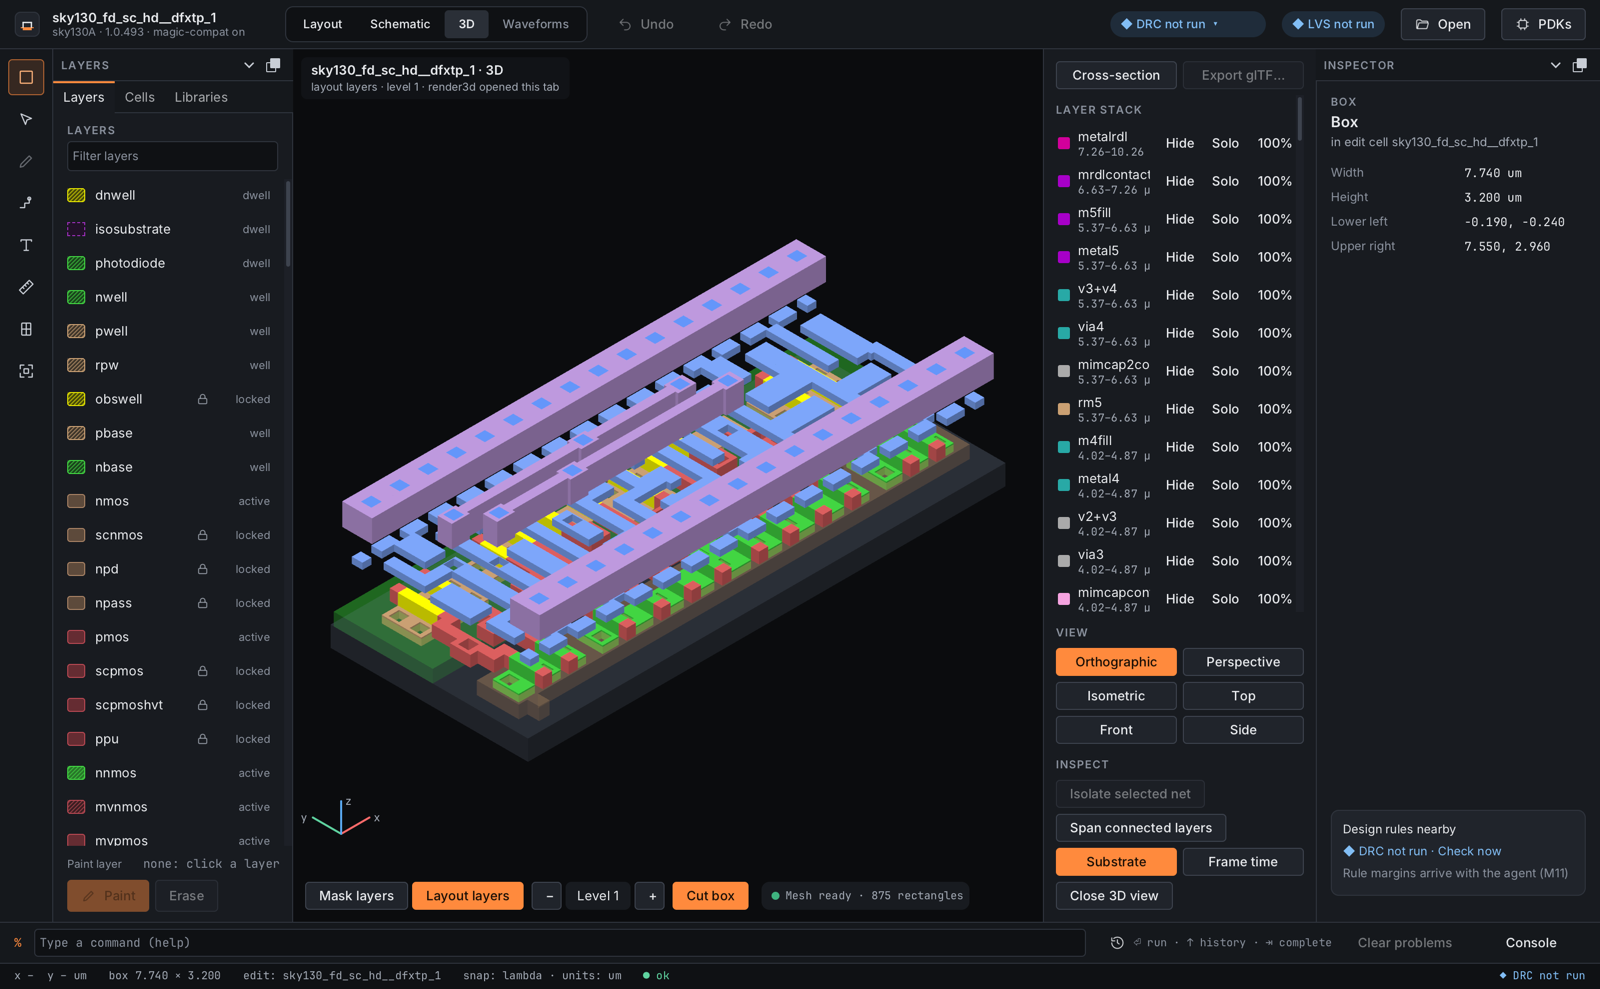 sky130_fd_sc_hd__dfxtp_1
sky130A · 1.0.493 · magic-compat on
Layout
Schematic
3D
Waveforms
Undo
Redo
DRC not run
LVS not run
Open
PDKs
LAYERS
Layers
Cells
Libraries
LAYERS
Filter layers
dnwell dwell
isosubstrate dwell
photodiode dwell
nwell well
pwell well
rpw well
obswell locked
pbase well
nbase well
nmos active
scnmos locked
npd locked
npass locked
pmos active
scpmos locked
scpmoshvt locked
ppu locked
nnmos active
mvnmos active
mvpmos active
Paint layer none: click a layer
Paint
Erase
sky130_fd_sc_hd__dfxtp_1 · 3D
layout layers · level 1 · render3d opened this tab
z
y
x
Mask layers
Layout layers
−
Level 1
+
Cut box
Mesh ready · 875 rectangles
Cross-section
Export glTF...
LAYER STACK
metalrdl Hide Solo 100%
7.26–10.26
mrdlcontact Hide Solo 100%
6.63–7.26 µ
m5fill Hide Solo 100%
5.37–6.63 µ
metal5 Hide Solo 100%
5.37–6.63 µ
v3+v4 Hide Solo 100%
5.37–6.63 µ
via4 Hide Solo 100%
5.37–6.63 µ
mimcap2co Hide Solo 100%
5.37–6.63 µ
rm5 Hide Solo 100%
5.37–6.63 µ
m4fill Hide Solo 100%
4.02–4.87 µ
metal4 Hide Solo 100%
4.02–4.87 µ
v2+v3 Hide Solo 100%
4.02–4.87 µ
via3 Hide Solo 100%
4.02–4.87 µ
mimcapcon Hide Solo 100%
4.02–4.87 µ
VIEW
Orthographic
Perspective
Isometric
Top
Front
Side
INSPECT
Isolate selected net
Span connected layers
Substrate
Frame time
Close 3D view
INSPECTOR
BOX
Box
in edit cell sky130_fd_sc_hd__dfxtp_1
Width 7.740 um
Height 3.200 um
Lower left -0.190, -0.240
Upper right 7.550, 2.960
Design rules nearby
DRC not run · Check now
Rule margins arrive with the agent (M11)
% Type a command (help)
⏎ run · ↑ history · ⇥ complete
Clear problems
Console
x – y – um box 7.740 × 3.200 edit: sky130_fd_sc_hd__dfxtp_1 snap: lambda · units: um ok
DRC not run